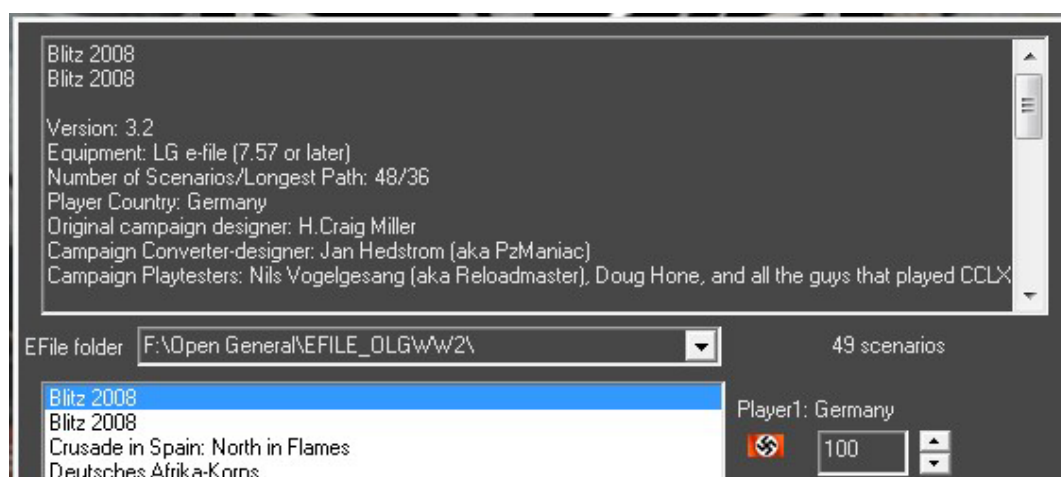 Blitz 2008
Blitz 2008
Version: 3.2
Equipment: LG e-file (7.57 or later)
Number of Scenarios/Longest Path: 48/36
Player Country: Germany
Original campaign designer: H.Craig Miller
Campaign Converter-designer: Jan Hedstrom (aka PzManiac)
Campaign Playtesters: Nils Vogelgesang (aka Reloadmaster), Doug Hone, and all the guys that played CCLX
EFile folder F:\Open General\EFILE_OLGWW2\ 49 scenarios
Blitz 2008
Blitz 2008
Crusade in Spain: North in Flames
Deutsches Afrika-Korps
Player1: Germany
100